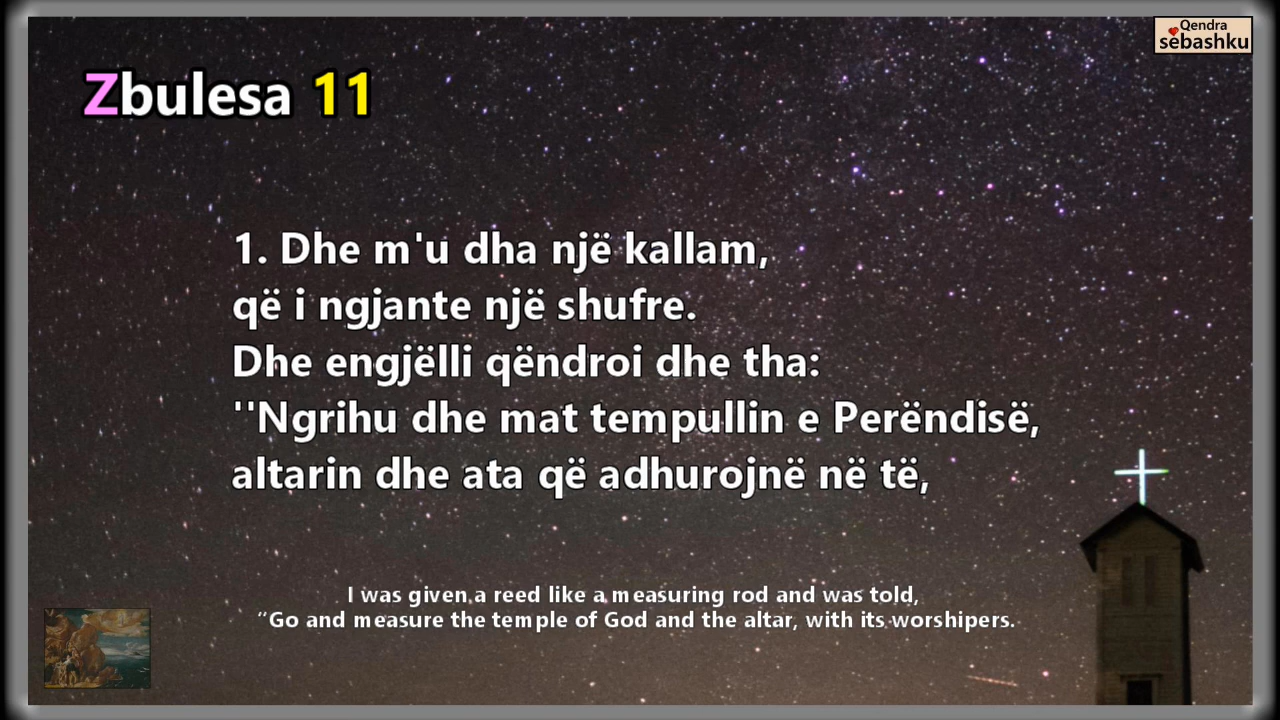 Qendra
sëbashku
Zbulesa 11
1. Dhe m'u dha një kallam,
që i ngjante një shufre.
Dhe engjëlli qëndroi dhe tha:
''Ngrihu dhe mat tempullin e Perëndisë,
altarin dhe ata që adhurojnë në të,
I was given a reed like a measuring rod and was told,
“Go and measure the temple of God and the altar, with its worshipers.